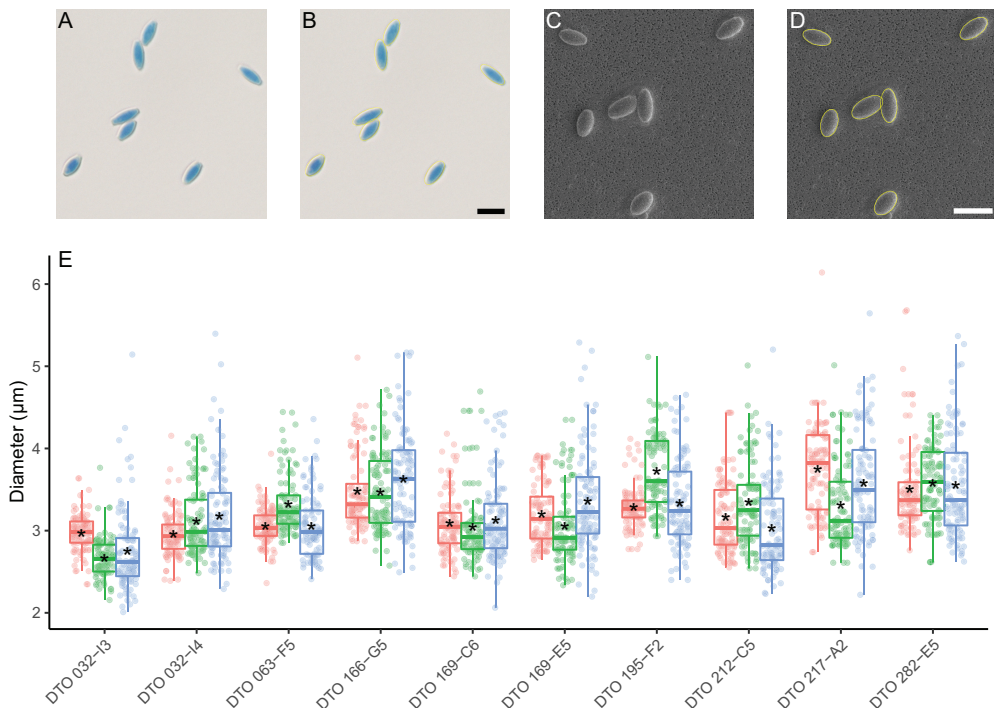 A
B
C
D
E
Diameter (μm)
6
5
4
3
2
DTO 032−I3
DTO 032−I4
DTO 063−F5
DTO 166−G5
DTO 169−C6
DTO 169−E5
DTO 195−F2
DTO 212−C5
DTO 217−A2
DTO 282−E5